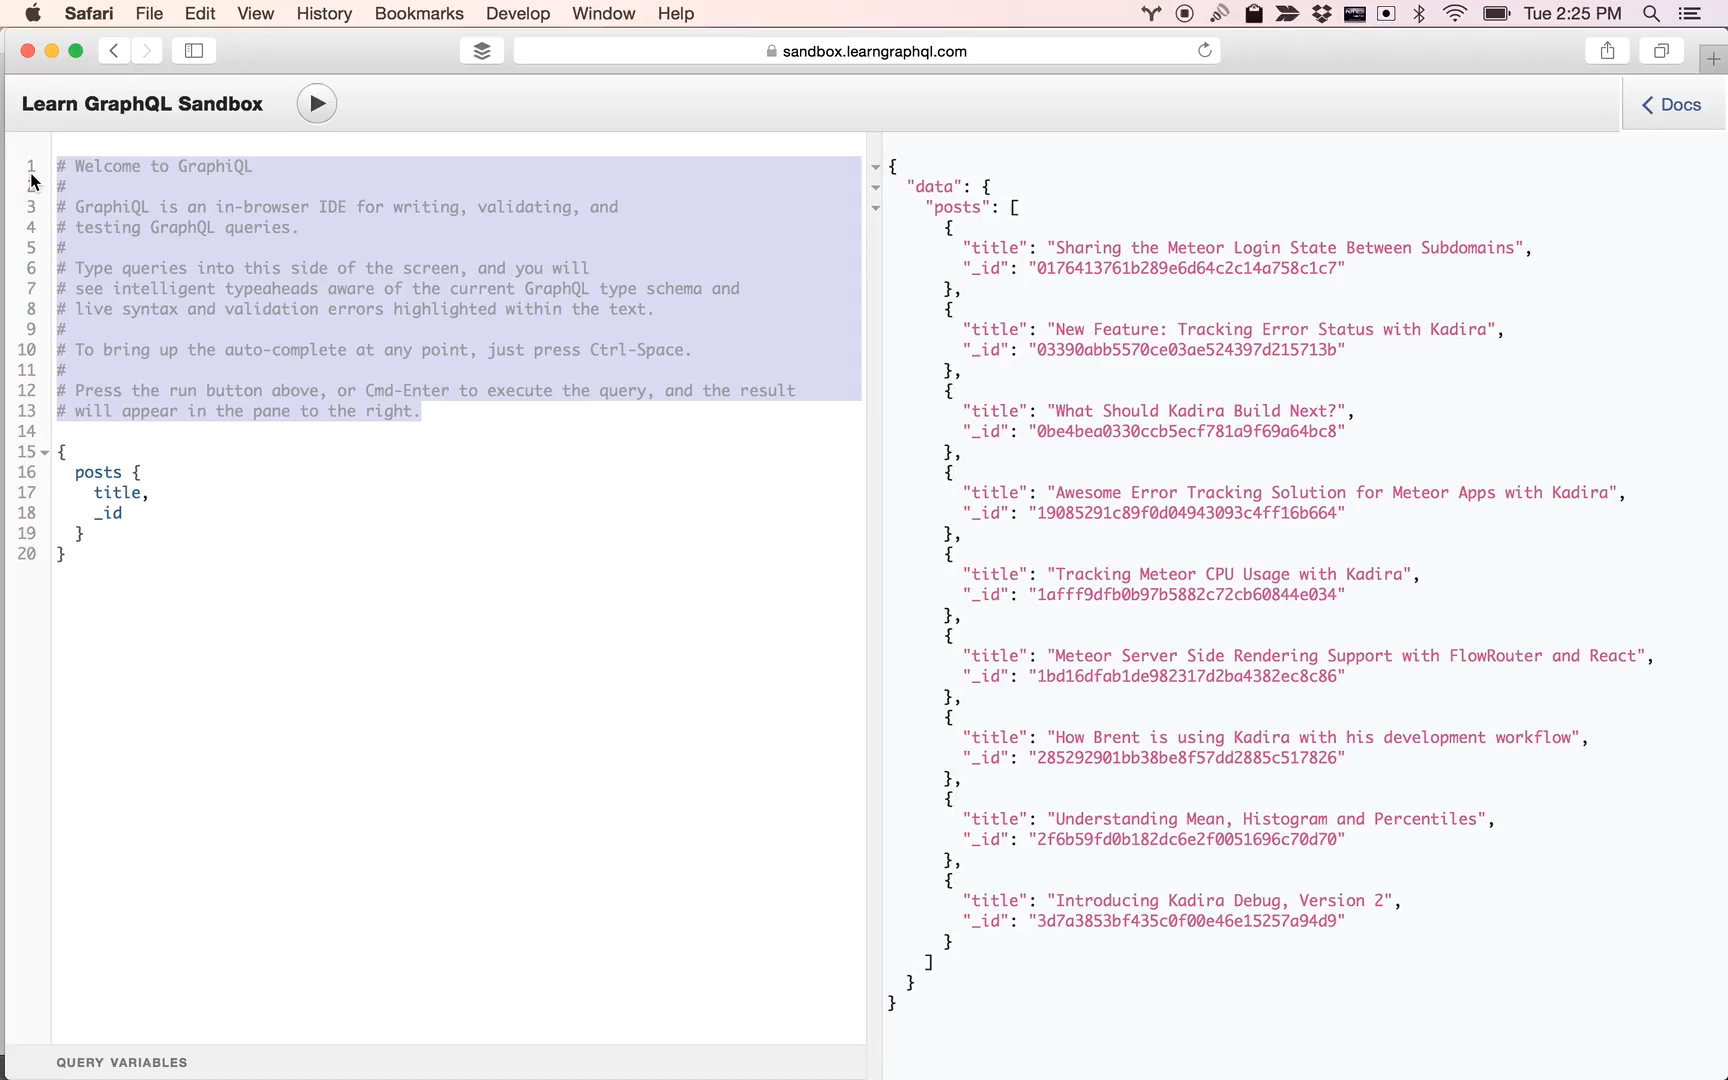 Safari File Edit View History Bookmarks Develop Window Help Tue 2:25 PM
sandbox.learngraphql.com
Learn GraphQL Sandbox
Docs
1 # Welcome to GraphiQL
#
3 # GraphiQL is an in-browser IDE for writing, validating, and
4 # testing GraphQL queries.
5 #
6 # Type queries into this side of the screen, and you will
7 # see intelligent typeaheads aware of the current GraphQL type schema and
8 # live syntax and validation errors highlighted within the text.
9 #
10 # To bring up the auto-complete at any point, just press Ctrl-Space.
11 #
12 # Press the run button above, or Cmd-Enter to execute the query, and the result
13 # will appear in the pane to the right.
14
15 {
16 posts {
17 title,
18 _id
19 }
20 }
QUERY VARIABLES
{
"data": {
"posts": [
{
"title": "Sharing the Meteor Login State Between Subdomains",
"_id": "0176413761b289e6d64c2c14a758c1c7"
},
{
"title": "New Feature: Tracking Error Status with Kadira",
"_id": "03390abb5570ce03ae524397d215713b"
},
{
"title": "What Should Kadira Build Next?",
"_id": "0be4bea0330ccb5ecf781a9f69a64bc8"
},
{
"title": "Awesome Error Tracking Solution for Meteor Apps with Kadira",
"_id": "19085291c89f0d04943093c4ff16b664"
},
{
"title": "Tracking Meteor CPU Usage with Kadira",
"_id": "1afff9dfb0b97b5882c72cb60844e034"
},
{
"title": "Meteor Server Side Rendering Support with FlowRouter and React",
"_id": "1bd16dfab1de982317d2ba4382ec8c86"
},
{
"title": "How Brent is using Kadira with his development workflow",
"_id": "285292901bb38be8f57dd2885c517826"
},
{
"title": "Understanding Mean, Histogram and Percentiles",
"_id": "2f6b59fd0b182dc6e2f0051696c70d70"
},
{
"title": "Introducing Kadira Debug, Version 2",
"_id": "3d7a3853bf435c0f00e46e15257a94d9"
}
]
}
}